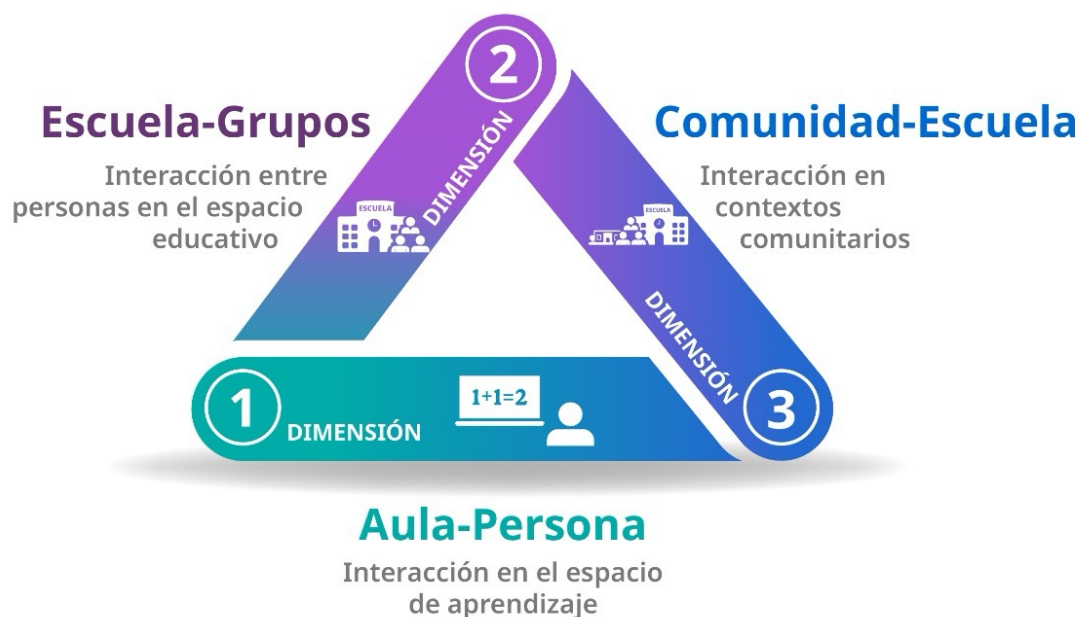 2
DIMENSIÓN
Escuela-Grupos
Interacción entre
personas en el espacio
educativo
ESCUELA
Comunidad-Escuela
Interacción en
contextos
comunitarios
ESCUELA
DIMENSIÓN
3
1
DIMENSIÓN
1+1=2
Aula-Persona
Interacción en el espacio
de aprendizaje